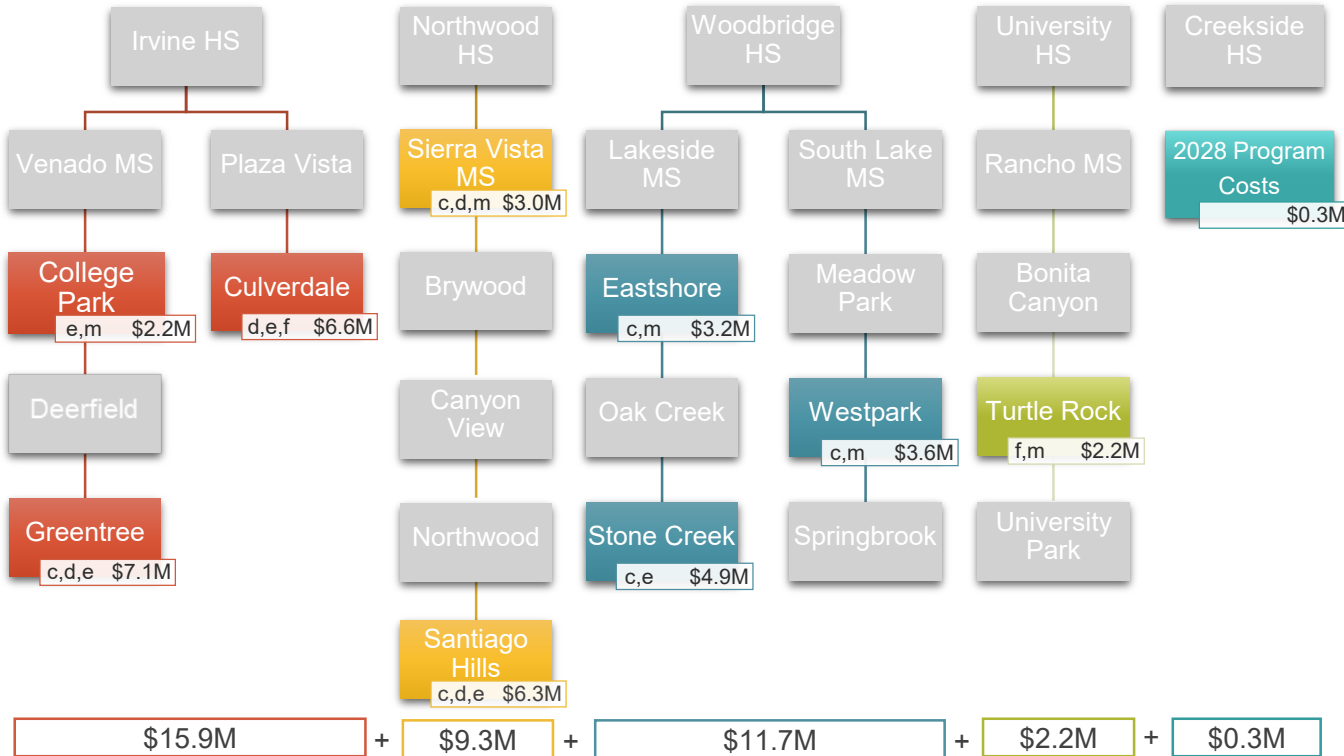 Irvine HS
Northwood
HS
Woodbridge
HS
University
HS
Creekside
HS
Venado MS
Plaza Vista
Sierra Vista
MS
c,d,m $3.0M
Lakeside
MS
South Lake
MS
Rancho MS
2028 Program
Costs
$0.3M
College
Park
e,m $2.2M
Culverdale
d,e,f $6.6M
Brywood
Eastshore
c,m $3.2M
Meadow
Park
Bonita
Canyon
Deerfield
Canyon
View
Oak Creek
Westpark
c,m $3.6M
Turtle Rock
f,m $2.2M
Greentree
c,d,e $7.1M
Northwood
Stone Creek
c,e $4.9M
Springbrook
University
Park
Santiago
Hills
c,d,e $6.3M
$15.9M + $9.3M + $11.7M + $2.2M + $0.3M